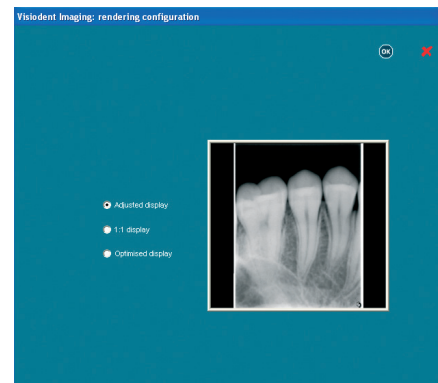 Visiodent Imaging: rendering configuration
OK
Adjusted display
1:1 display
Optimised display